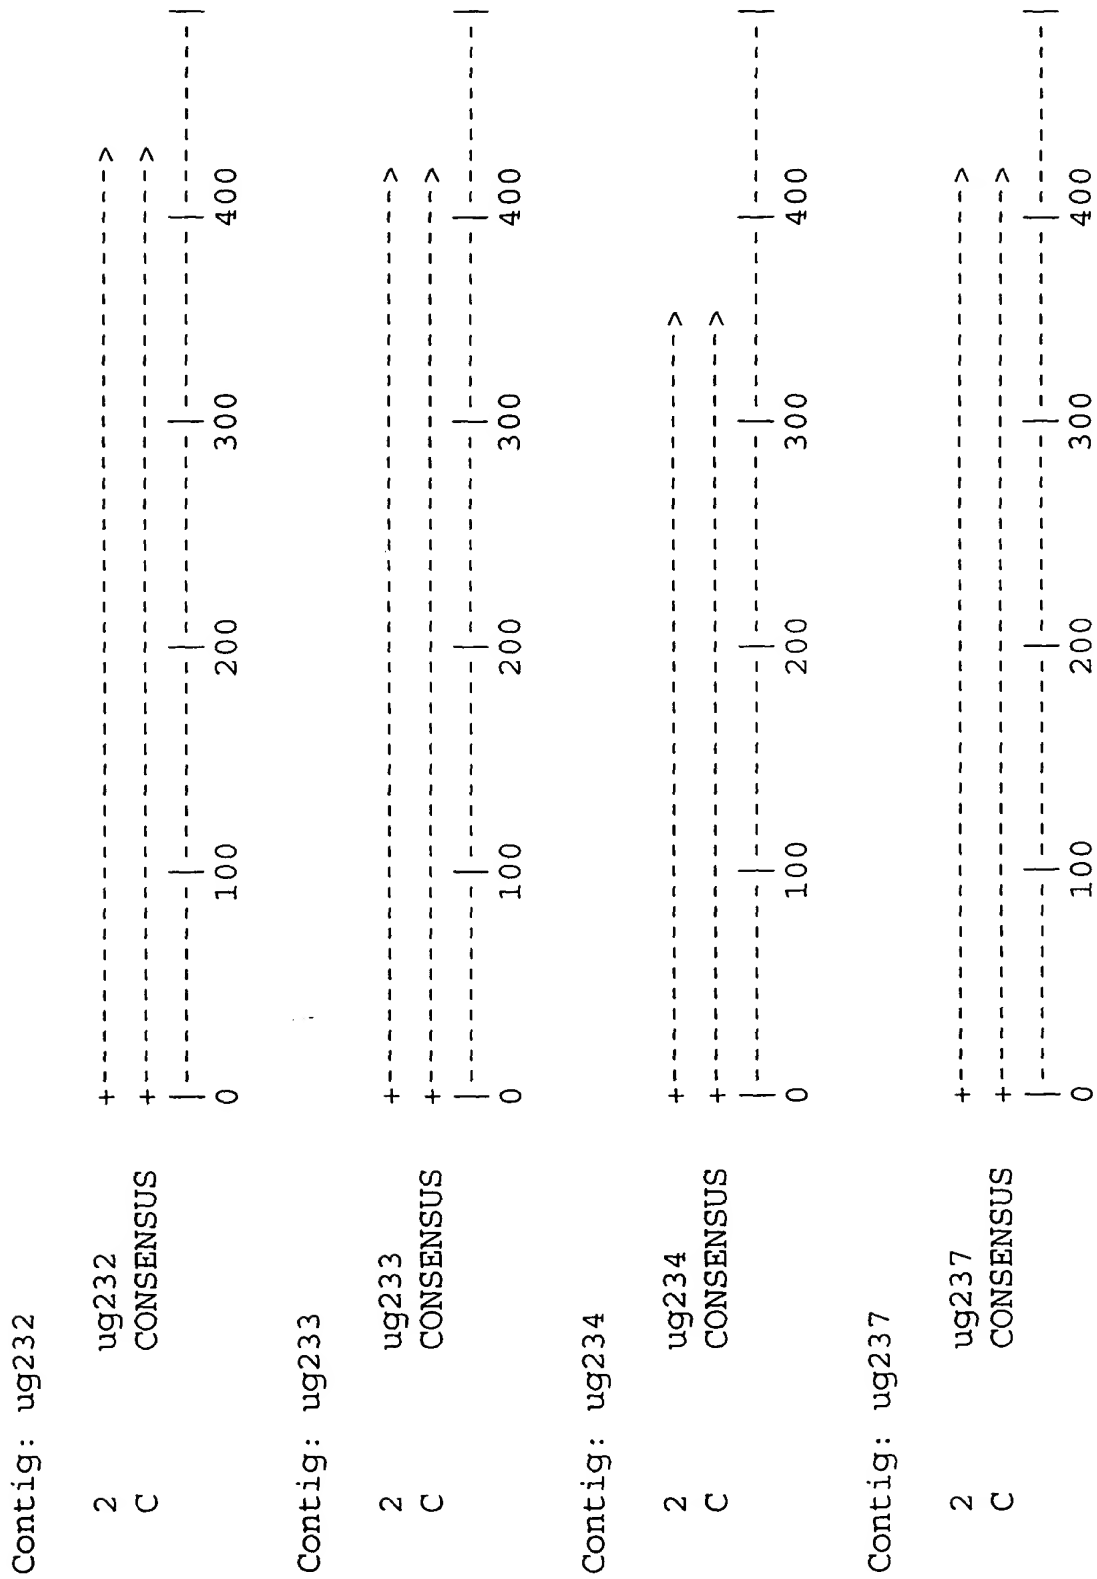 Contig: ug232
2 ug232 +--------------------------------------------->
C CONSENSUS +--------------------------------------------->
|----------|----------|----------|---------|---------|
0 100 200 300 400
Contig: ug233
2 ug233 +-------------------------------------------->
C CONSENSUS +-------------------------------------------->
|----------|----------|----------|---------|---------|
0 100 200 300 400
Contig: ug234
2 ug234 +------------------------------------->
C CONSENSUS +------------------------------------->
|----------|----------|----------|---------|---------|
0 100 200 300 400
Contig: ug237
2 ug237 +-------------------------------------------->
C CONSENSUS +-------------------------------------------->
|----------|----------|----------|---------|---------|
0 100 200 300 400